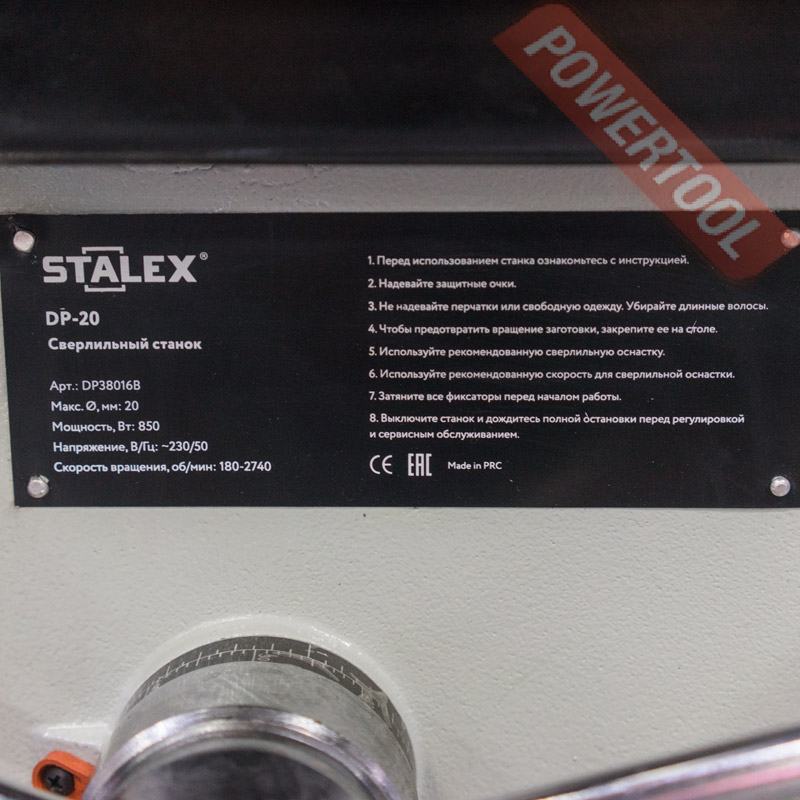 POWERTOOL
STALEX®
DP-20
Сверлильный станок
Арт.: DP38016B
Макс. Ø, мм: 20
Мощность, Вт: 850
Напряжение, В/Гц: ~230/50
Скорость вращения, об/мин: 180-2740
1. Перед использованием станка ознакомьтесь с инструкцией.
2. Надевайте защитные очки.
3. Не надевайте перчатки или свободную одежду. Убирайте длинные волосы.
4. Чтобы предотвратить вращение заготовки, закрепите ее на столе.
5. Используйте рекомендованную сверлильную оснастку.
6. Используйте рекомендованную скорость для сверлильной оснастки.
7. Затяните все фиксаторы перед началом работы.
8. Выключите станок и дождитесь полной остановки перед регулировкой
и сервисным обслуживанием.
CE EAC Made in PRC